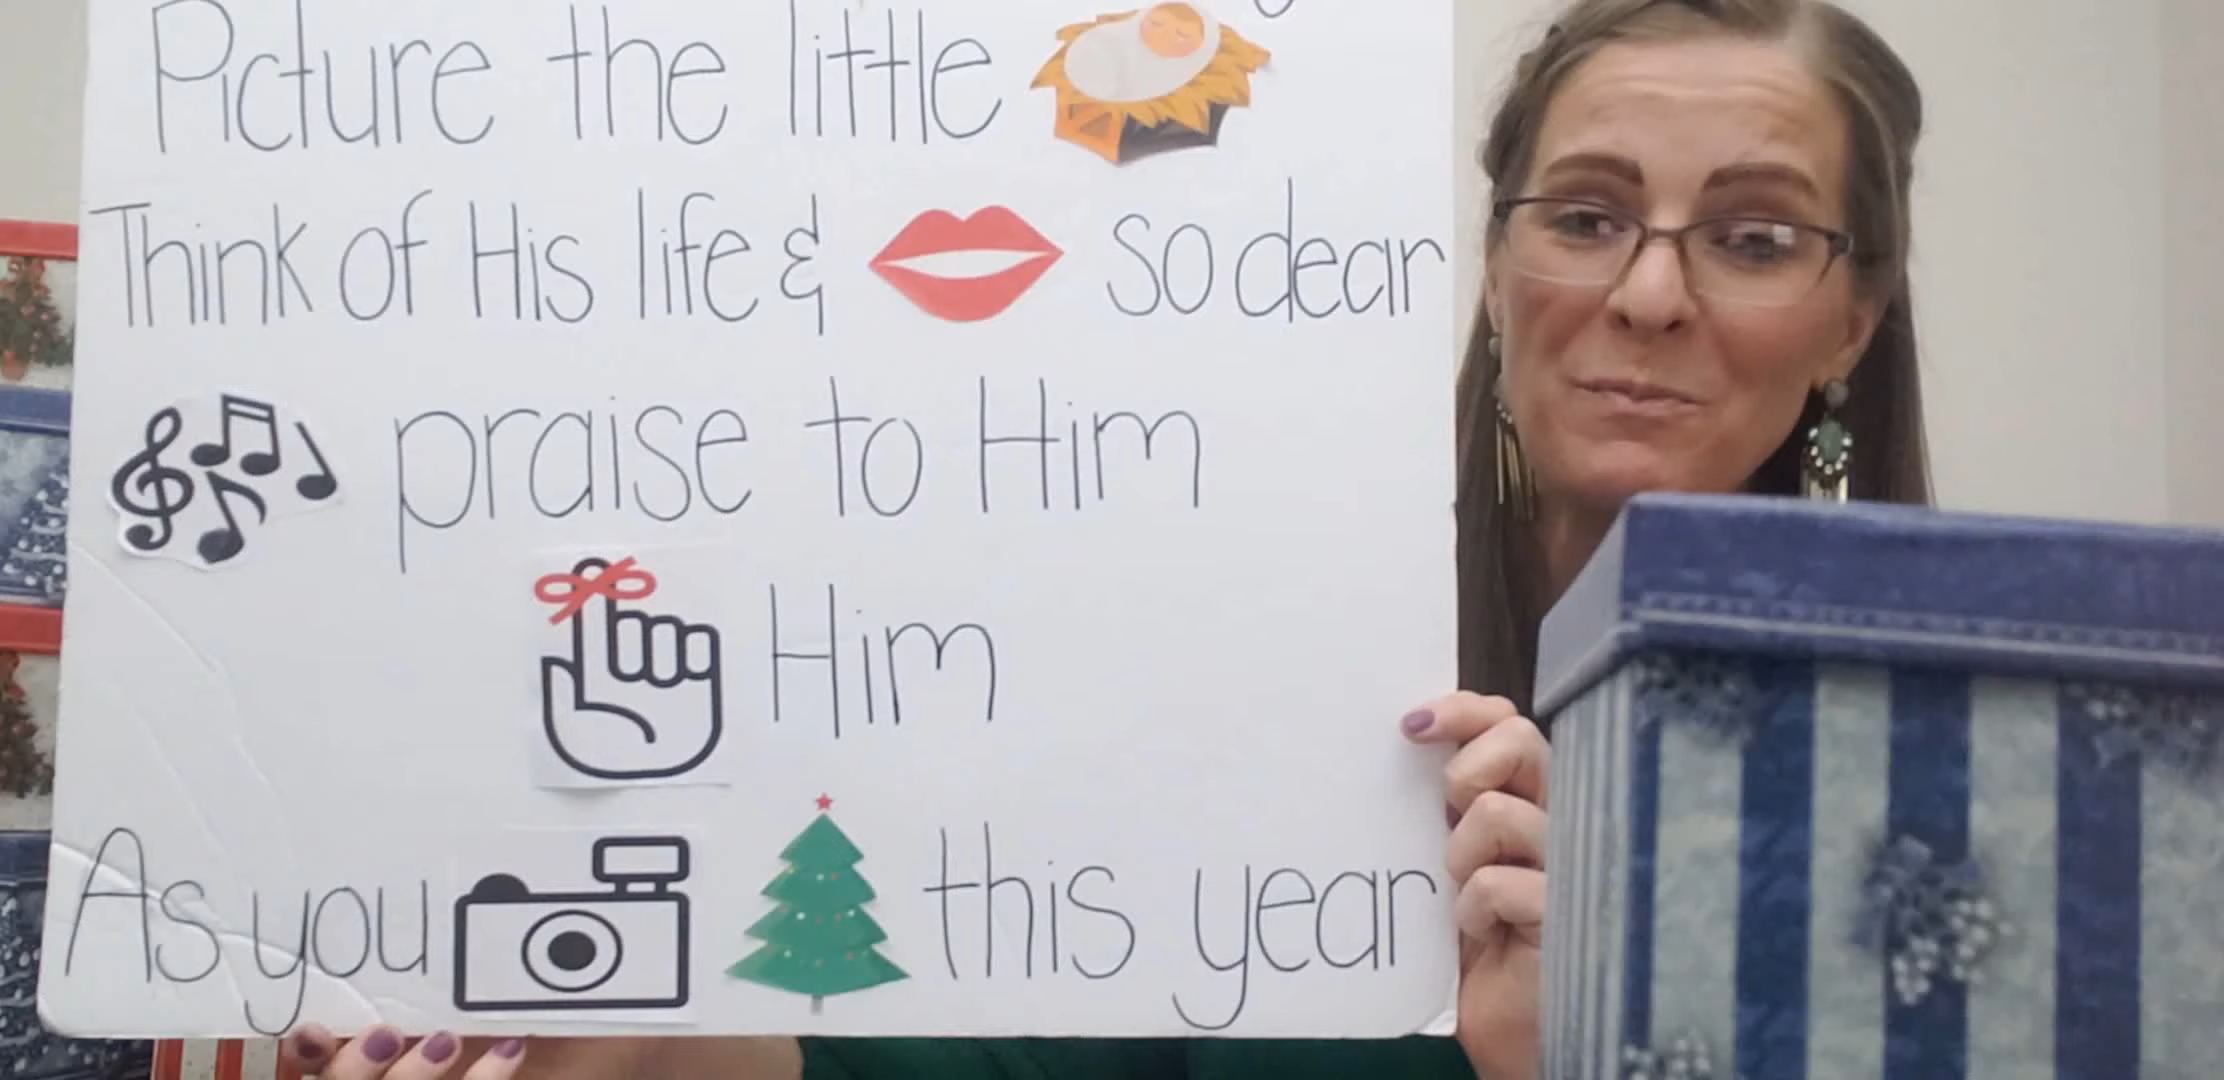 Picture the little
Think of His life & so dear
praise to Him
Him
As you this year